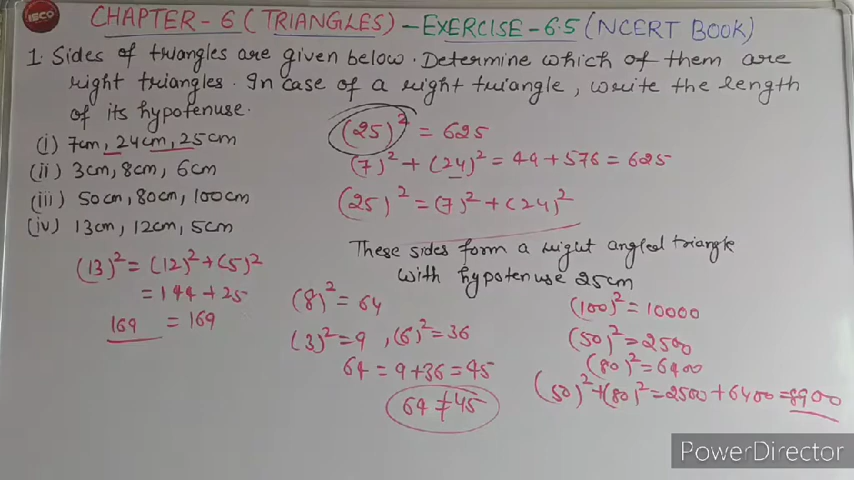 IECO
CHAPTER - 6 ( TRIANGLES) - EXERCISE - 6.5 (NCERT BOOK)
1. Sides of triangles are given below. Determine which of them are
right triangles. In case of a right triangle, write the length
of its hypotenuse.
(i) 7cm, 24cm, 25cm
(ii) 3cm, 8cm, 6cm
(iii) 50cm, 80cm, 100cm
(iv) 13cm, 12cm, 5cm
(25)² = 625
(7)² + (24)² = 49 + 576 = 625
(25)² = (7)² + (24)²
These sides form a right angled triangle
with hypotenuse 25cm
(13)² = (12)² + (5)²
= 144 + 25
169 = 169
(8)² = 64
(3)² = 9 , (6)² = 36
64 = 9 + 36 = 45
64 ≠ 45
(100)² = 10000
(50)² = 2500
(80)² = 6400
(50)² + (80)² = 2500 + 6400 = 8900
PowerDirector